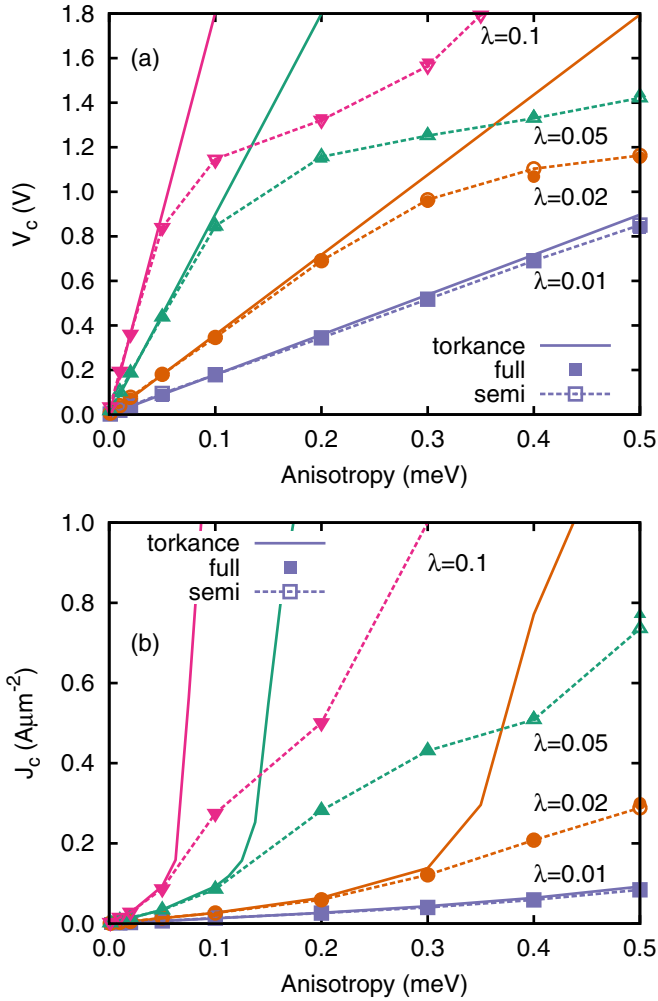 1.8
(a)
λ=0.1
1.6
1.4
1.2
λ=0.05
1.0
V_c (V)
λ=0.02
0.8
0.6
λ=0.01
0.4
torkance
full
0.2
semi
0.0
0.0 0.1 0.2 0.3 0.4 0.5
Anisotropy (meV)
1.0
torkance
full
λ=0.1
semi
0.8
(b)
0.6
J_c (Aμm⁻²)
λ=0.05
0.4
λ=0.02
0.2
λ=0.01
0.0
0.0 0.1 0.2 0.3 0.4 0.5
Anisotropy (meV)